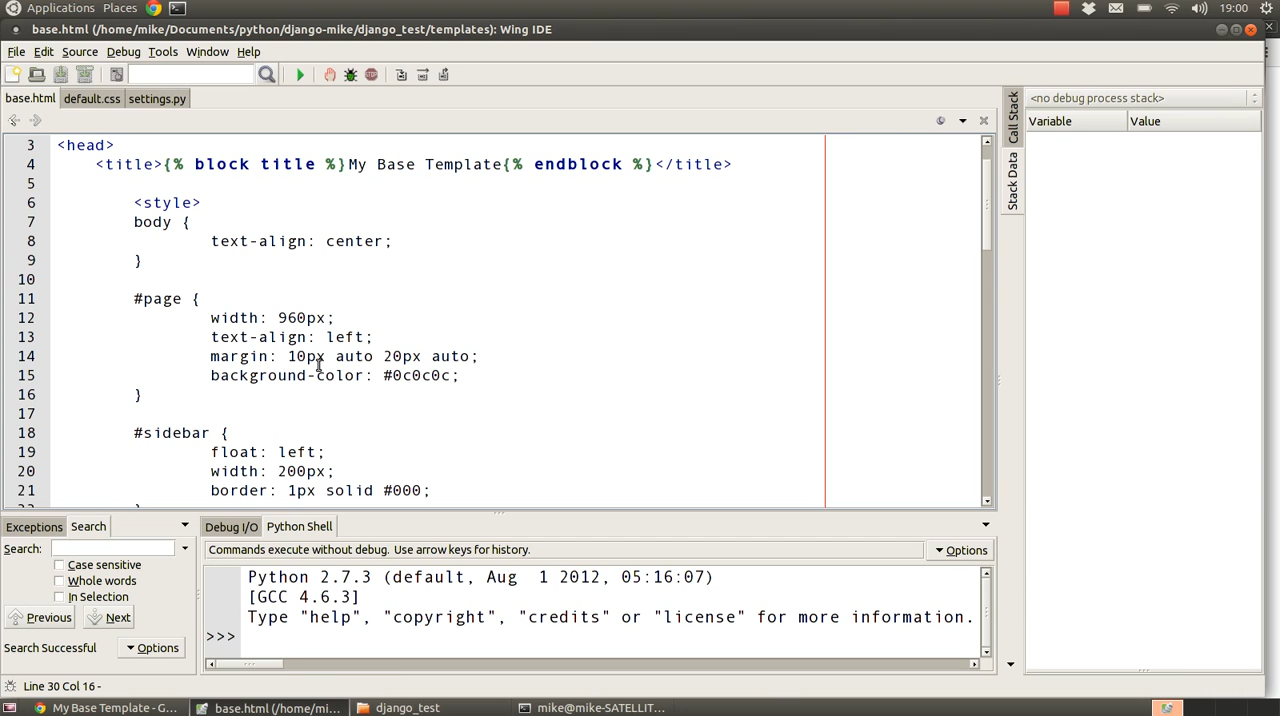 Applications Places 19:00
base.html (/home/mike/Documents/python/django-mike/django_test/templates): Wing IDE
File Edit Source Debug Tools Window Help
base.html default.css settings.py
<no debug process stack>
Variable Value
Call Stack
Stack Data
3 <head>
4 <title>{% block title %}My Base Template{% endblock %}</title>
5
6 <style>
7 body {
8 text-align: center;
9 }
10
11 #page {
12 width: 960px;
13 text-align: left;
14 margin: 10px auto 20px auto;
15 background-color: #0c0c0c;
16 }
17
18 #sidebar {
19 float: left;
20 width: 200px;
21 border: 1px solid #000;
Exceptions Search
Search:
Case sensitive
Whole words
In Selection
Previous Next
Search Successful Options
Debug I/O Python Shell
Commands execute without debug. Use arrow keys for history. Options
Python 2.7.3 (default, Aug 1 2012, 05:16:07)
[GCC 4.6.3]
Type "help", "copyright", "credits" or "license" for more information.
>>>
Line 30 Col 16 -
My Base Template - G... base.html (/home/mi... django_test mike@mike-SATELLIT...